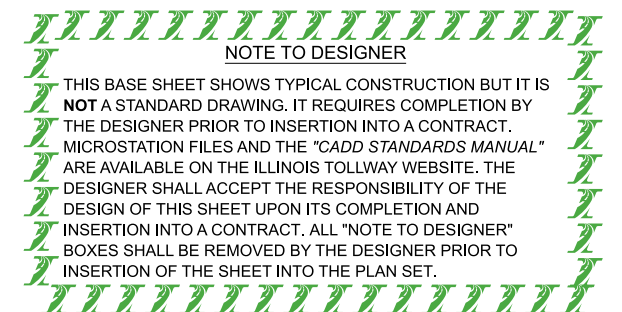 NOTE TO DESIGNER
THIS BASE SHEET SHOWS TYPICAL CONSTRUCTION BUT IT IS
NOT A STANDARD DRAWING. IT REQUIRES COMPLETION BY
THE DESIGNER PRIOR TO INSERTION INTO A CONTRACT.
MICROSTATION FILES AND THE "CADD STANDARDS MANUAL"
ARE AVAILABLE ON THE ILLINOIS TOLLWAY WEBSITE. THE
DESIGNER SHALL ACCEPT THE RESPONSIBILITY OF THE
DESIGN OF THIS SHEET UPON ITS COMPLETION AND
INSERTION INTO A CONTRACT. ALL "NOTE TO DESIGNER"
BOXES SHALL BE REMOVED BY THE DESIGNER PRIOR TO
INSERTION OF THE SHEET INTO THE PLAN SET.